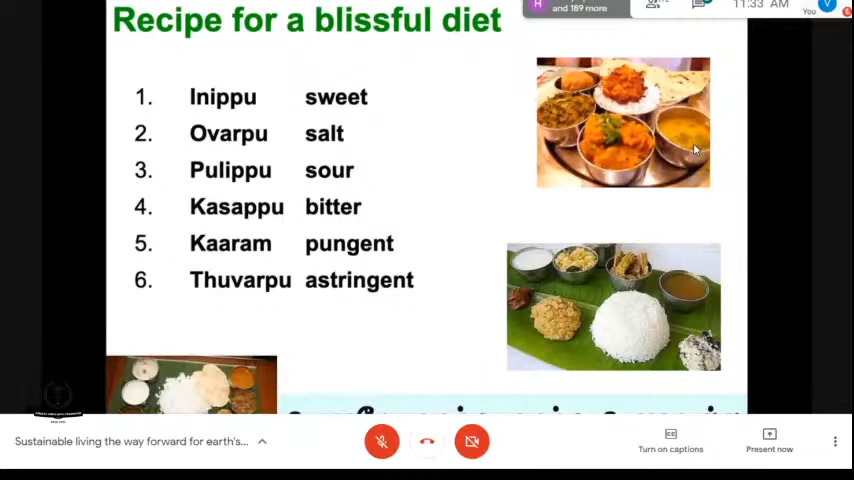 Recipe for a blissful diet
H
and 189 more
11:33 AM
You
V
1. Inippu sweet
2. Ovarpu salt
3. Pulippu sour
4. Kasappu bitter
5. Kaaram pungent
6. Thuvarpu astringent
Sustainable living the way forward for earth's...
Turn on captions
Present now